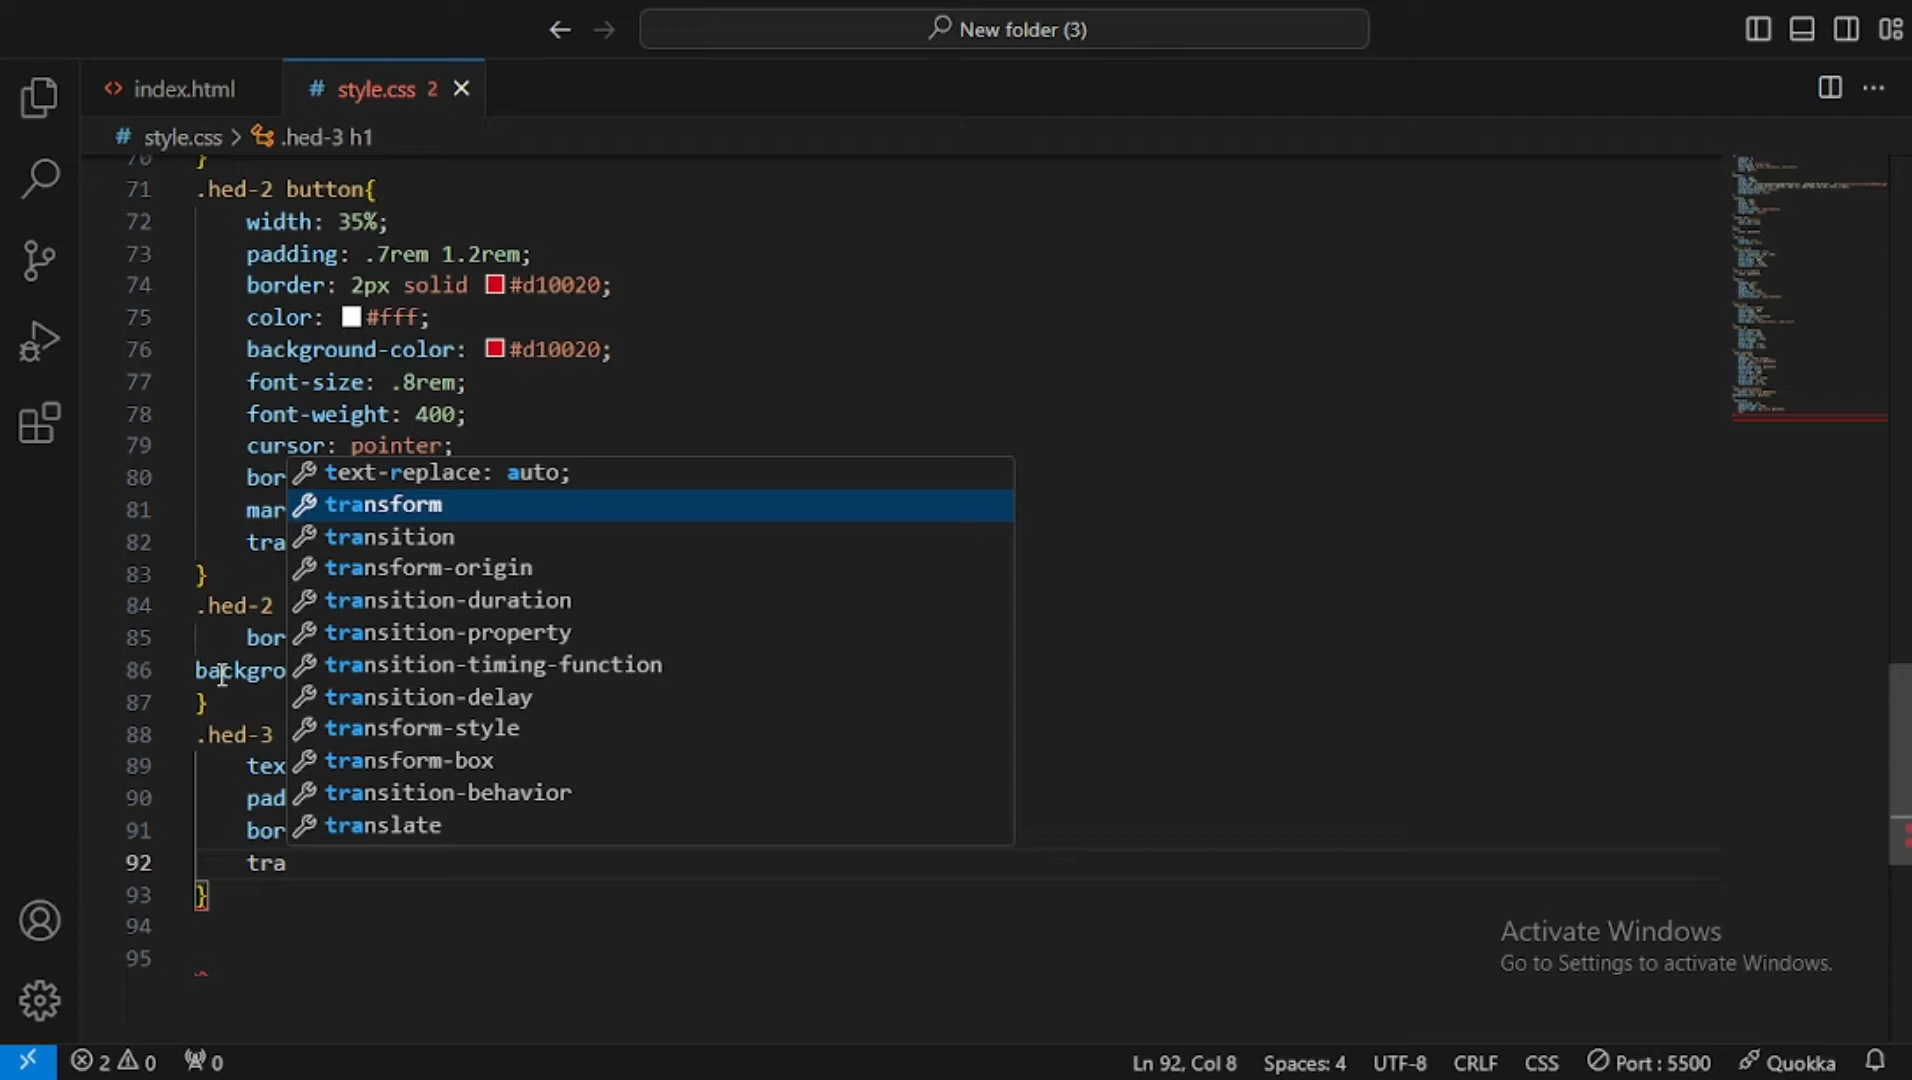 New folder (3)
index.html
# style.css 2
# style.css > .hed-3 h1
70 }
71 .hed-2 button{
72 width: 35%;
73 padding: .7rem 1.2rem;
74 border: 2px solid #d10020;
75 color: #fff;
76 background-color: #d10020;
77 font-size: .8rem;
78 font-weight: 400;
79 cursor: pointer;
80 bor
81 mar
82 tra
83 }
84 .hed-2
85 bor
86 backgro
87 }
88 .hed-3
89 tex
90 pad
91 bor
92 tra
93 }
94
95
text-replace: auto;
transform
transition
transform-origin
transition-duration
transition-property
transition-timing-function
transition-delay
transform-style
transform-box
transition-behavior
translate
Activate Windows
Go to Settings to activate Windows.
2 0 0 Ln 92, Col 8 Spaces: 4 UTF-8 CRLF CSS Port : 5500 Quokka